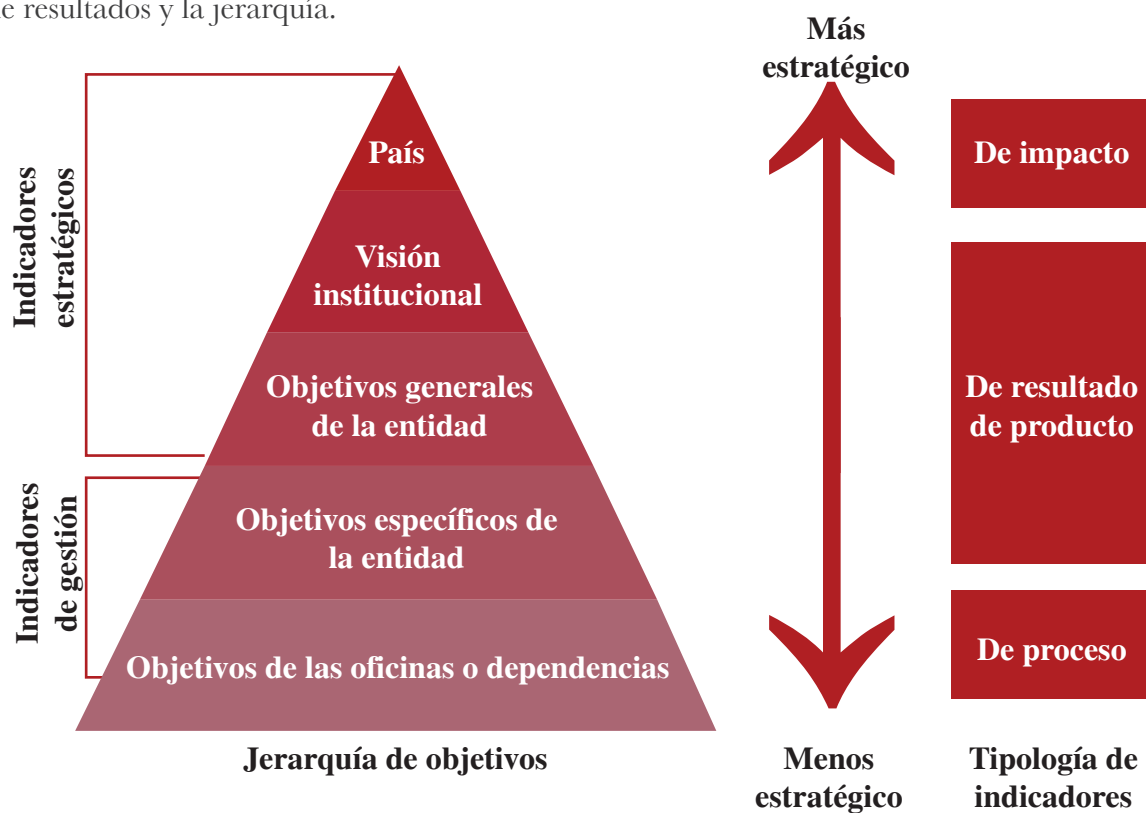 de resultados y la jerarquía.
Más
estratégico
País
De impacto
Indicadores
estratégicos
Visión
institucional
Objetivos generales
de la entidad
De resultado
de producto
Indicadores
de gestión
Objetivos específicos de
la entidad
Objetivos de las oficinas o dependencias
De proceso
Jerarquía de objetivos
Menos
estratégico
Tipología de
indicadores